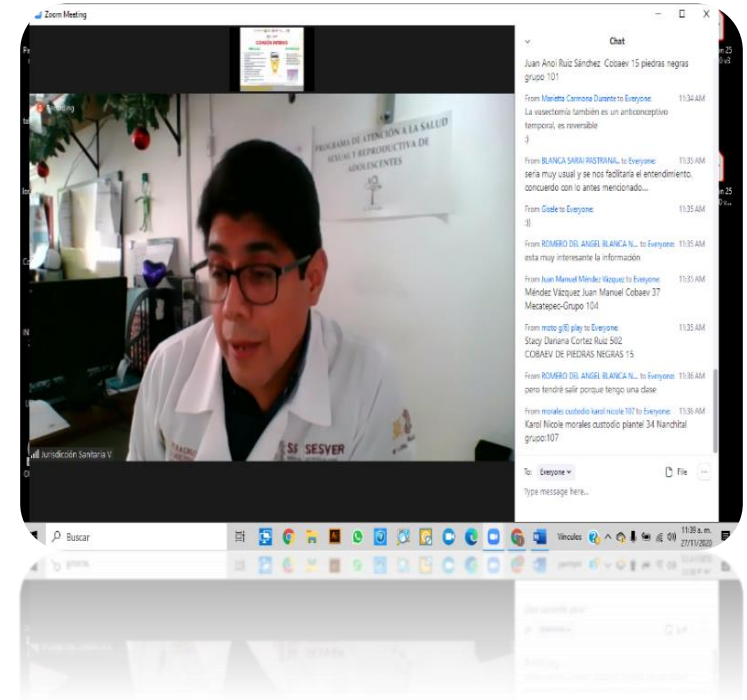 Zoom Meeting
CONDÓN INTERNO
Recording
PROGRAMA DE ATENCIÓN A LA SALUD
SEXUAL Y REPRODUCTIVA DE
ADOLESCENTES
SESVER
Jurisdicción Sanitaria V
Chat
Juan Anol Ruiz Sánchez Cobaev 15 piedras negras
grupo 101
From Marietta Carmona Durante to Everyone: 11:34 AM
La vasectomía también es un anticonceptivo
temporal, es reversible
:)
From BLANCA SARAI PASTRANA... to Everyone: 11:35 AM
seria muy usual y se nos facilitaria el entendimiento.
concuerdo con lo antes mencionado...
From Gisele to Everyone: 11:35 AM
:))
From ROMERO DEL ANGEL BLANCA N... to Everyone: 11:35 AM
esta muy interesante la información
From Juan Manuel Méndez Vázquez to Everyone: 11:35 AM
Méndez Vázquez Juan Manuel Cobaev 37
Mecatepec-Grupo 104
From moto g(6) play to Everyone: 11:35 AM
Stacy Danana Cortez Ruiz 502
COBAEV DE PIEDRAS NEGRAS 15
From ROMERO DEL ANGEL BLANCA N... to Everyone: 11:36 AM
pero tendré salir porque tengo una clase
From morales custodio karol nicole 107 to Everyone: 11:36 AM
Karol Nicole morales custodio plantel 34 Nanchital
grupo:107
To: Everyone File
Type message here...
Buscar
Vínculos
11:39 a. m.
27/11/2020